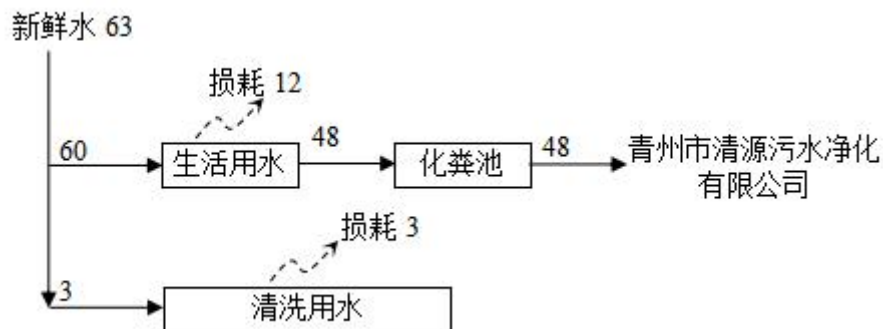 新鲜水 63
损耗 12
60
生活用水
48
化粪池
48
青州市清源污水净化
有限公司
损耗 3
3
清洗用水